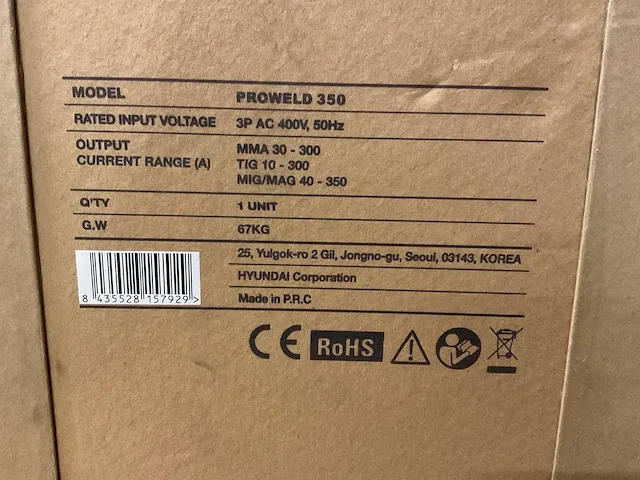 MODEL PROWELD 350
RATED INPUT VOLTAGE 3P AC 400V, 50Hz
OUTPUT MMA 30 - 300
CURRENT RANGE (A) TIG 10 - 300
MIG/MAG 40 - 350
Q'TY 1 UNIT
G.W 67KG
25, Yulgok-ro 2 Gil, Jongno-gu, Seoul, 03143, KOREA
HYUNDAI Corporation
Made in P.R.C
8 435528 157929 >
CE RoHS